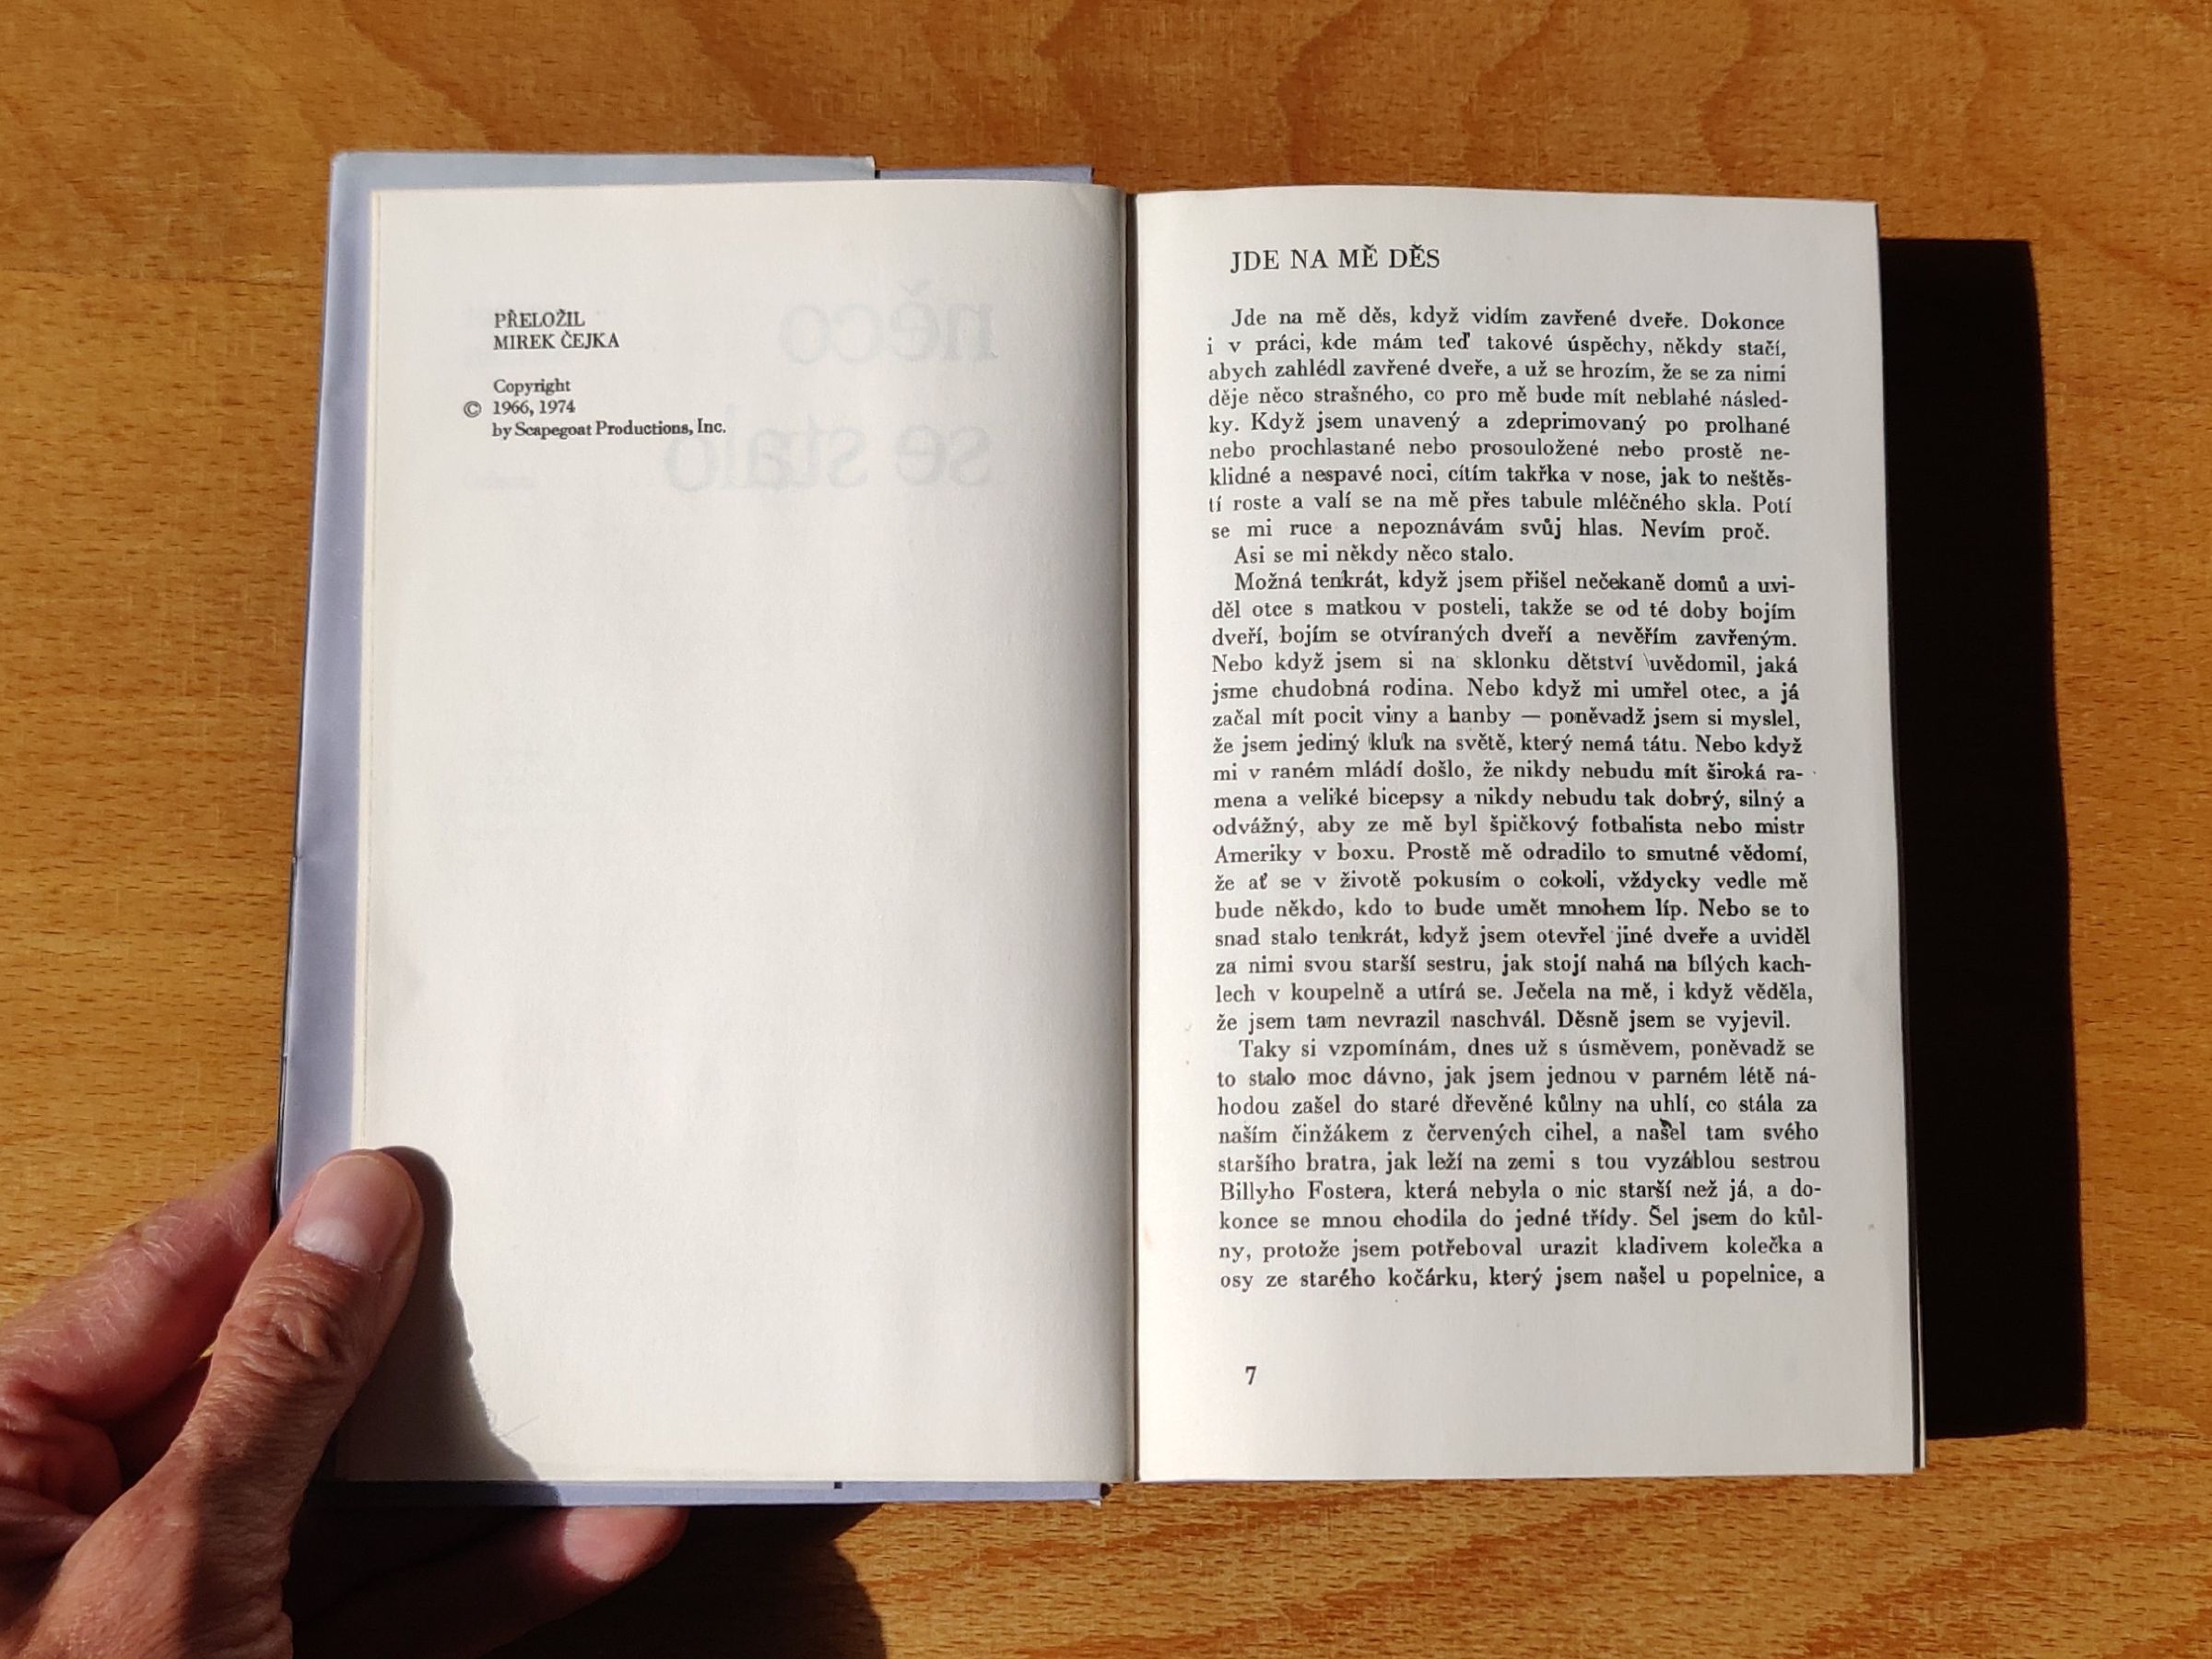 PŘELOŽIL
MIREK ČEJKA
Copyright
© 1966, 1974
by Scapegoat Productions, Inc.
něco
se stalo
JDE NA MĚ DĚS
Jde na mě děs, když vidím zavřené dveře. Dokonce
i v práci, kde mám teď takové úspěchy, někdy stačí,
abych zahlédl zavřené dveře, a už se hrozím, že se za nimi
děje něco strašného, co pro mě bude mít neblahé násled-
ky. Když jsem unavený a zdeprimovaný po prolhané
nebo prochlastané nebo prosouložené nebo prostě ne-
klidné a nespavé noci, cítím takřka v nose, jak to neštěs-
tí roste a valí se na mě přes tabule mléčného skla. Potí
se mi ruce a nepoznávám svůj hlas. Nevím proč.
Asi se mi někdy něco stalo.
Možná tenkrát, když jsem přišel nečekaně domů a uvi-
děl otce s matkou v posteli, takže se od té doby bojím
dveří, bojím se otvíraných dveří a nevěřím zavřeným.
Nebo když jsem si na sklonku dětství uvědomil, jaká
jsme chudobná rodina. Nebo když mi umřel otec, a já
začal mít pocit viny a hanby — poněvadž jsem si myslel,
že jsem jediný kluk na světě, který nemá tátu. Nebo když
mi v raném mládí došlo, že nikdy nebudu mít široká ra-
mena a veliké bicepsy a nikdy nebudu tak dobrý, silný a
odvážný, aby ze mě byl špičkový fotbalista nebo mistr
Ameriky v boxu. Prostě mě odradilo to smutné vědomí,
že ať se v životě pokusím o cokoli, vždycky vedle mě
bude někdo, kdo to bude umět mnohem líp. Nebo se to
snad stalo tenkrát, když jsem otevřel jiné dveře a uviděl
za nimi svou starší sestru, jak stojí nahá na bílých kach-
lech v koupelně a utírá se. Ječela na mě, i když věděla,
že jsem tam nevrazil naschvál. Děsně jsem se vyjevil.
Taky si vzpomínám, dnes už s úsměvem, poněvadž se
to stalo moc dávno, jak jsem jednou v parném létě ná-
hodou zašel do staré dřevěné kůlny na uhlí, co stála za
naším činžákem z červených cihel, a našel tam svého
staršího bratra, jak leží na zemi s tou vyzáblou sestrou
Billyho Fostera, která nebyla o nic starší než já, a do-
konce se mnou chodila do jedné třídy. Šel jsem do kůl-
ny, protože jsem potřeboval urazit kladivem kolečka a
osy ze starého kočárku, který jsem našel u popelnice, a
7